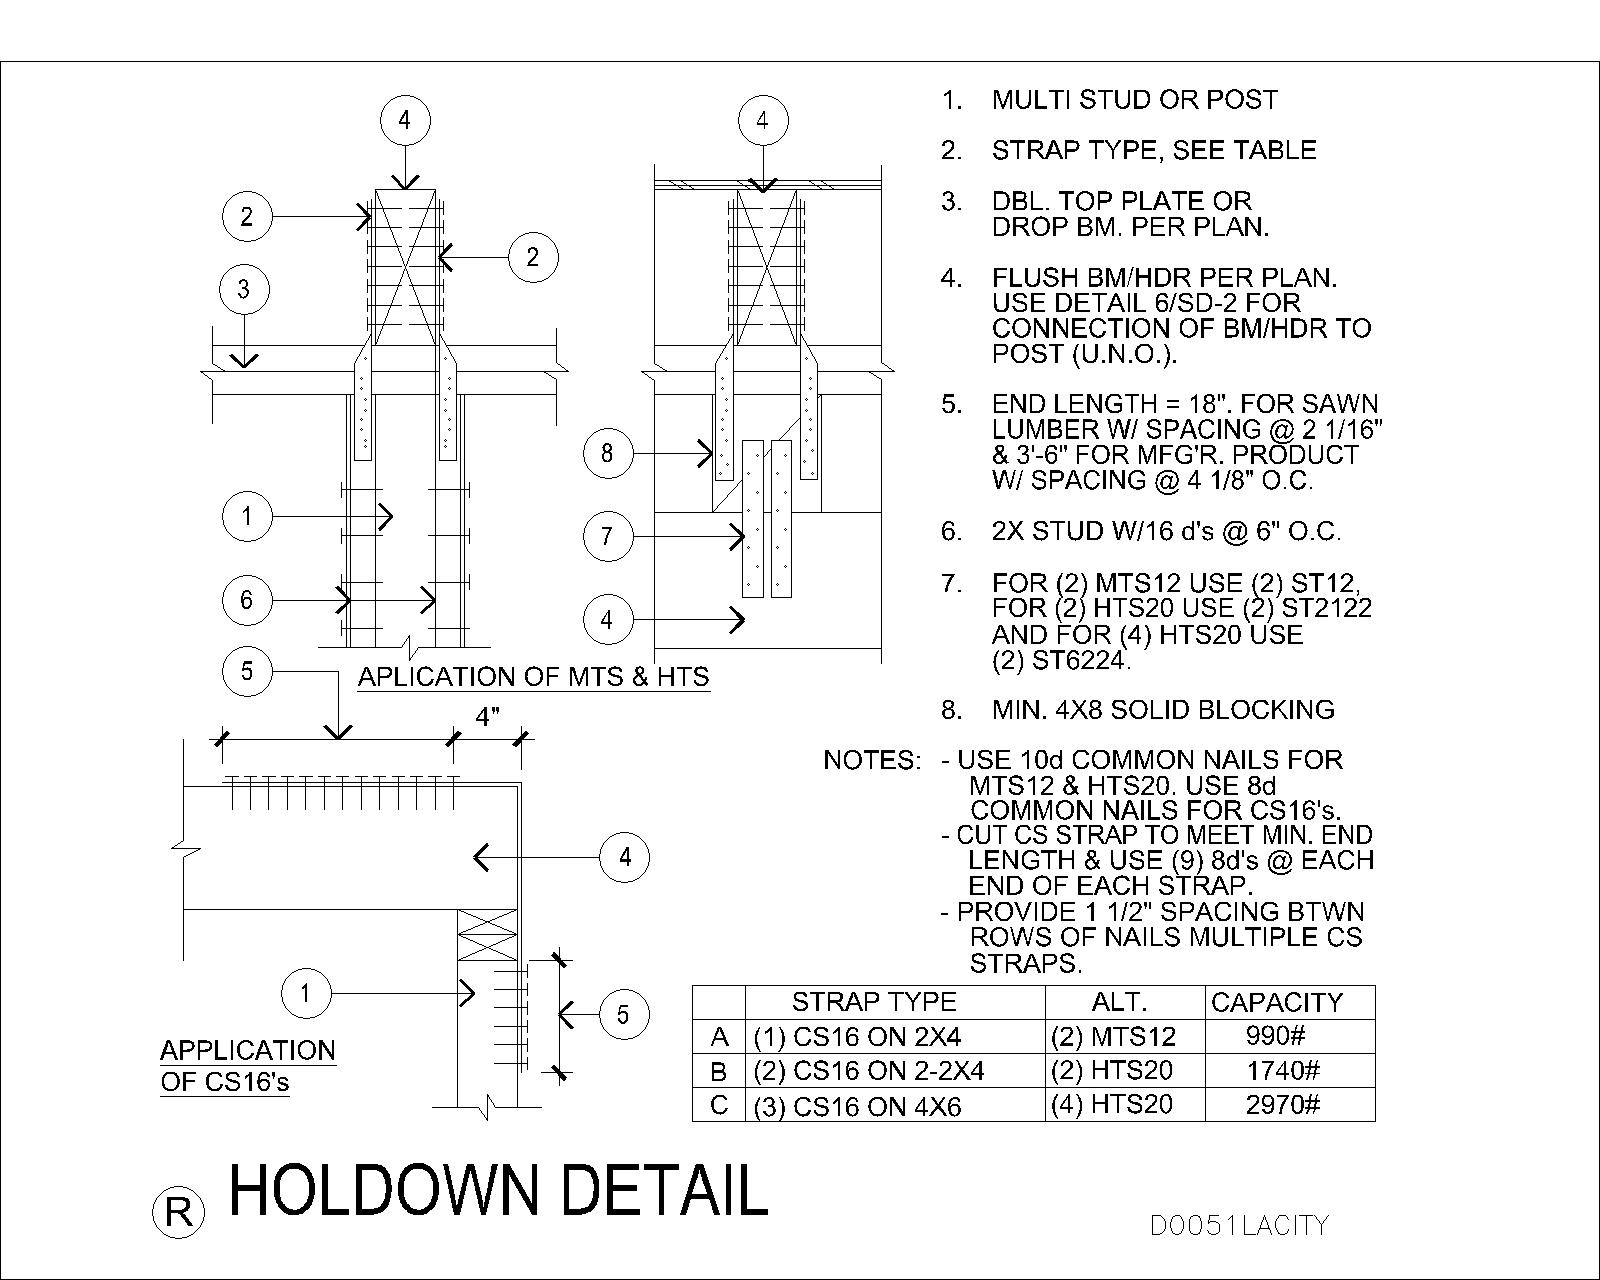 4
4
2
2
3
8
1
7
6
4
5
APLICATION OF MTS & HTS
4"
4
1
5
APPLICATION
OF CS16's
1. MULTI STUD OR POST
2. STRAP TYPE, SEE TABLE
3. DBL. TOP PLATE OR
DROP BM. PER PLAN.
4. FLUSH BM/HDR PER PLAN.
USE DETAIL 6/SD-2 FOR
CONNECTION OF BM/HDR TO
POST (U.N.O.).
5. END LENGTH = 18". FOR SAWN
LUMBER W/ SPACING @ 2 1/16"
& 3'-6" FOR MFG'R. PRODUCT
W/ SPACING @ 4 1/8" O.C.
6. 2X STUD W/16 d's @ 6" O.C.
7. FOR (2) MTS12 USE (2) ST12,
FOR (2) HTS20 USE (2) ST2122
AND FOR (4) HTS20 USE
(2) ST6224.
8. MIN. 4X8 SOLID BLOCKING
NOTES: - USE 10d COMMON NAILS FOR
MTS12 & HTS20. USE 8d
COMMON NAILS FOR CS16's.
- CUT CS STRAP TO MEET MIN. END
LENGTH & USE (9) 8d's @ EACH
END OF EACH STRAP.
- PROVIDE 1 1/2" SPACING BTWN
ROWS OF NAILS MULTIPLE CS
STRAPS.
STRAP TYPE ALT. CAPACITY
A (1) CS16 ON 2X4 (2) MTS12 990#
B (2) CS16 ON 2-2X4 (2) HTS20 1740#
C (3) CS16 ON 4X6 (4) HTS20 2970#
R HOLDOWN DETAIL
D0051LACITY